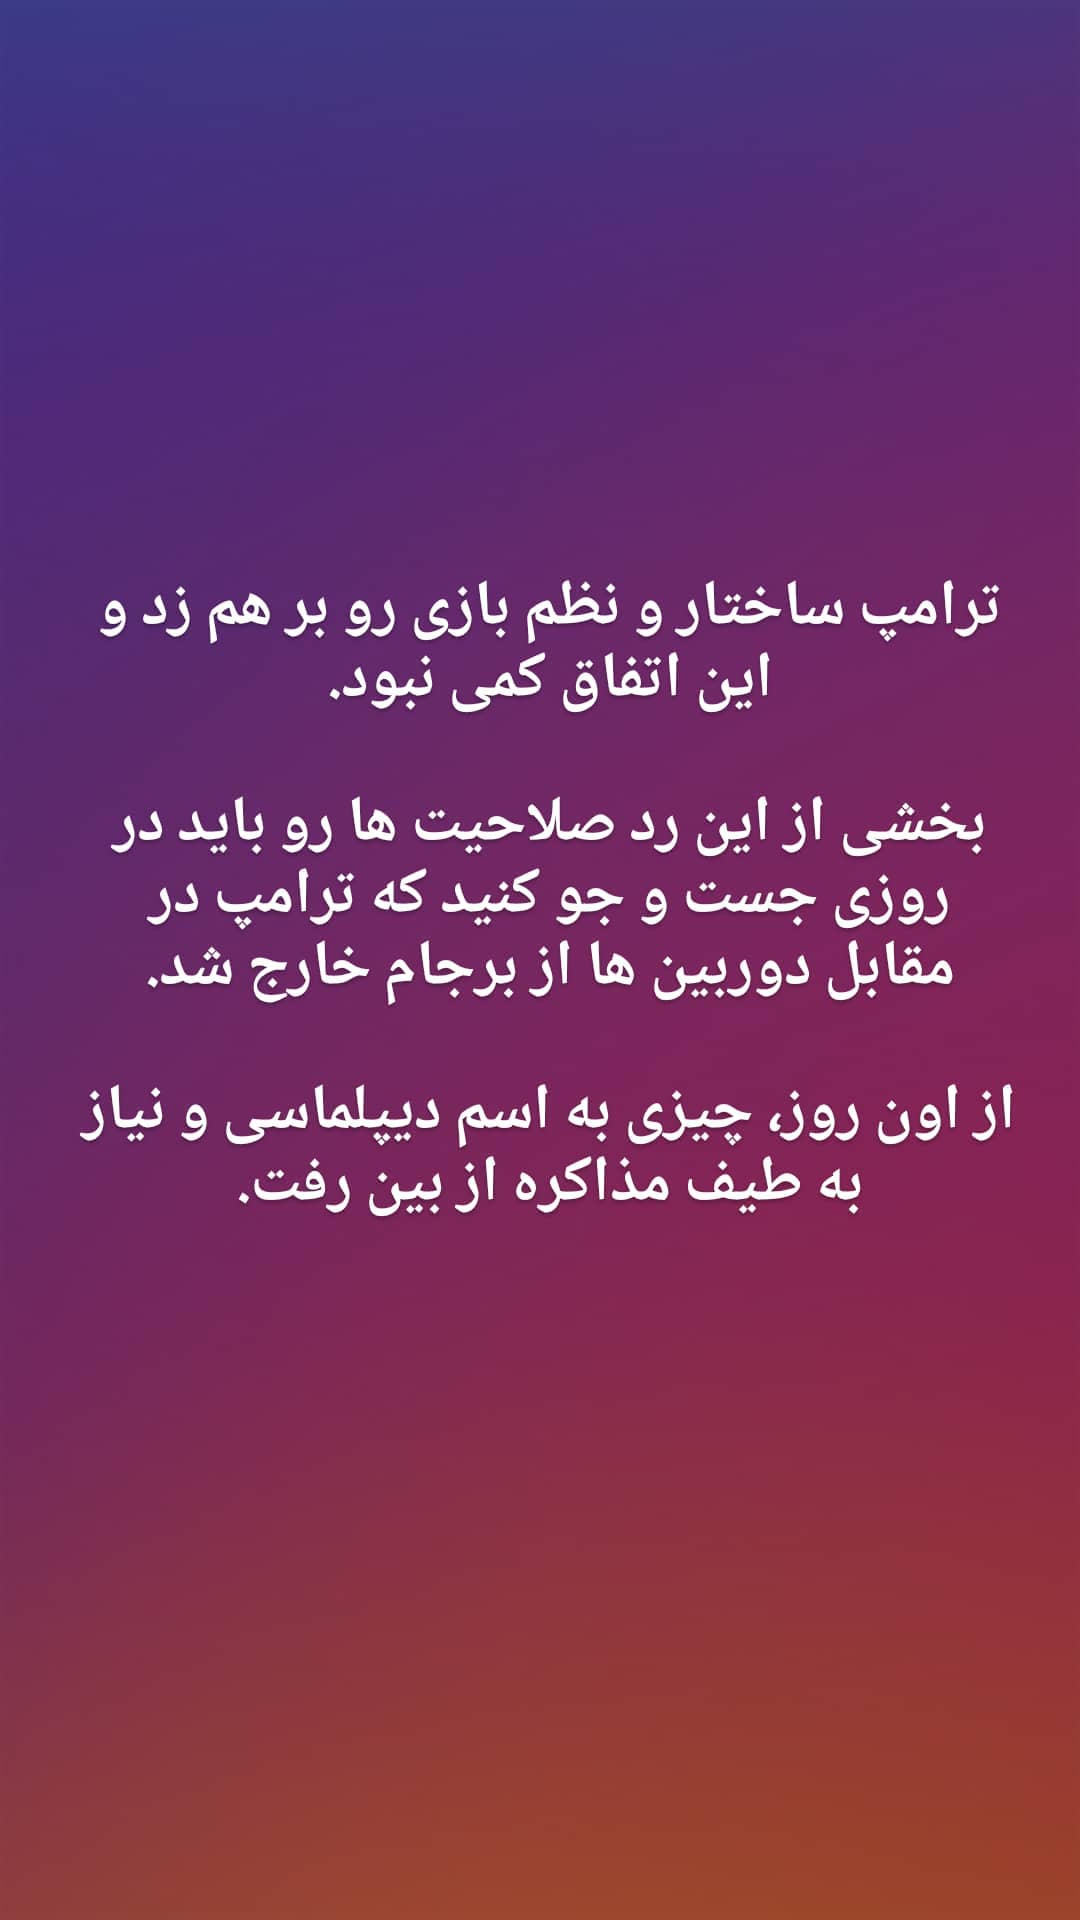 ترامپ ساختار و نظم بازی رو بر هم زد و
این اتفاق کمی نبود.
بخشی از این رد صلاحیت ها رو باید در
روزی جست و جو کنید که ترامپ در
مقابل دوربین ها از برجام خارج شد.
از اون روز، چیزی به اسم دیپلماسی و نیاز
به طیف مذاکره از بین رفت.